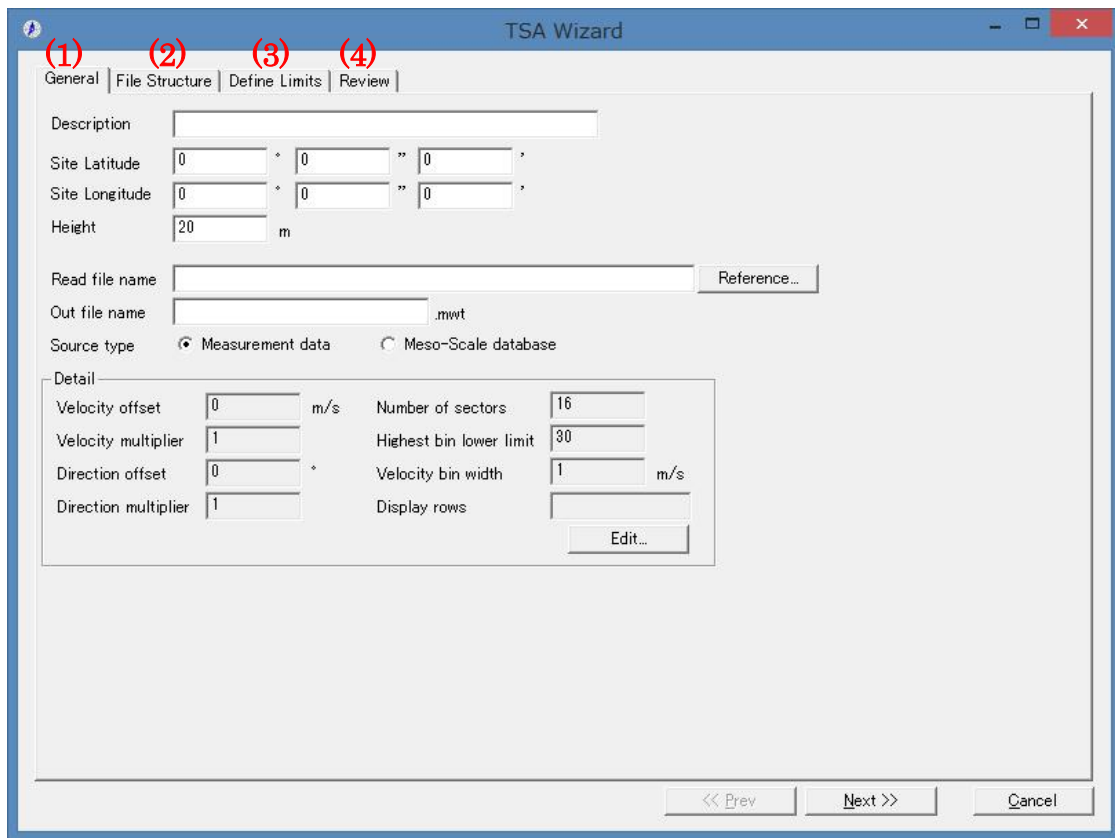 TSA Wizard
(1) (2) (3) (4)
General File Structure Define Limits Review
Description
Site Latitude 0 ° 0 ” 0 ’
Site Longitude 0 ° 0 ” 0 ’
Height 20 m
Read file name Reference...
Out file name .mwt
Source type Measurement data Meso-Scale database
Detail
Velocity offset 0 m/s Number of sectors 16
Velocity multiplier 1 Highest bin lower limit 30
Direction offset 0 ° Velocity bin width 1 m/s
Direction multiplier 1 Display rows
Edit...
<< Prev Next >> Cancel